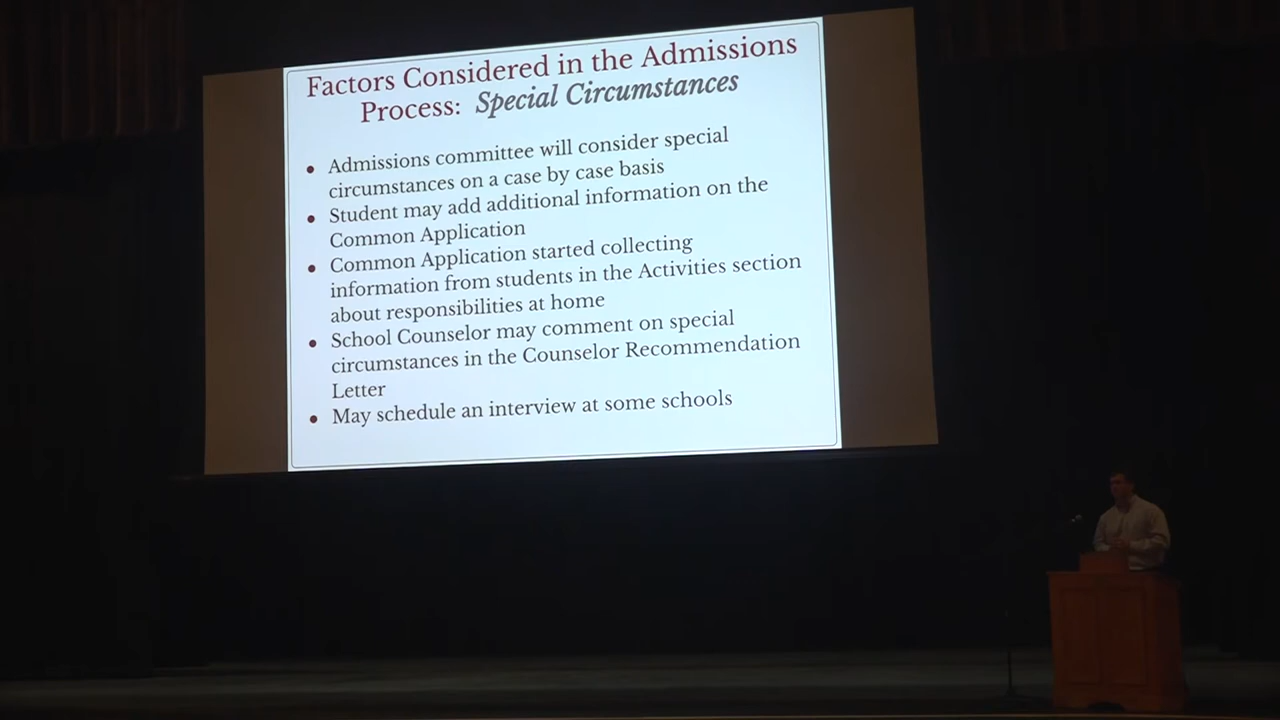 Factors Considered in the Admissions
Process: Special Circumstances
• Admissions committee will consider special
circumstances on a case by case basis
• Student may add additional information on the
Common Application
• Common Application started collecting
information from students in the Activities section
about responsibilities at home
• School Counselor may comment on special
circumstances in the Counselor Recommendation
Letter
• May schedule an interview at some schools